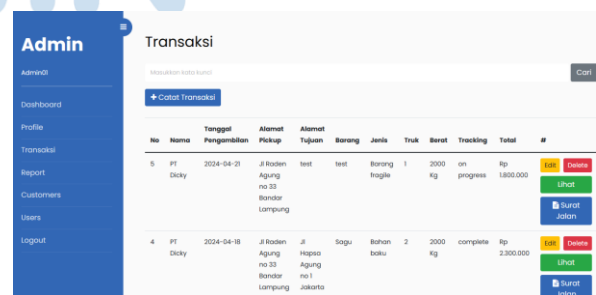 Admin
Admin01
Dashboard
Profile
Transaksi
Report
Customers
Users
Logout
Transaksi
Masukkan kata kunci
Cari
+ Catat Transaksi
No Nama Tanggal Pengambilan Alamat Pickup Alamat Tujuan Barang Jenis Truk Berat Tracking Total #
5 PT Dicky 2024-04-21 Jl Raden Agung no 33 Bandar Lampung test test Barang fragile 1 2000 Kg on progress Rp 1.800.000 Edit Delete
Lihat
Surat Jalan
4 PT Dicky 2024-04-18 Jl Raden Agung no 33 Bandar Lampung Jl Hapsa Agung no 1 Jakarta Sagu Bahan baku 2 2000 Kg complete Rp 2.300.000 Edit Delete
Lihat
Surat Jalan